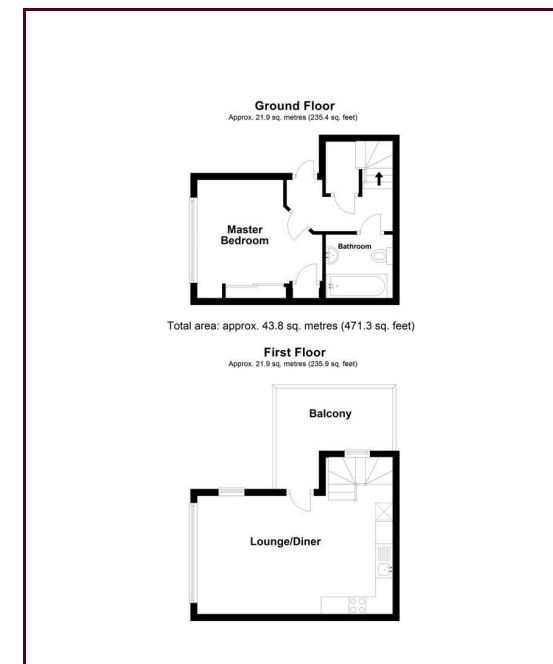 Ground Floor
Approx. 21.9 sq. metres (235.4 sq. feet)
Master
Bedroom
Bathroom
Total area: approx. 43.8 sq. metres (471.3 sq. feet)
First Floor
Approx. 21.9 sq. metres (235.9 sq. feet)
Balcony
Lounge/Diner